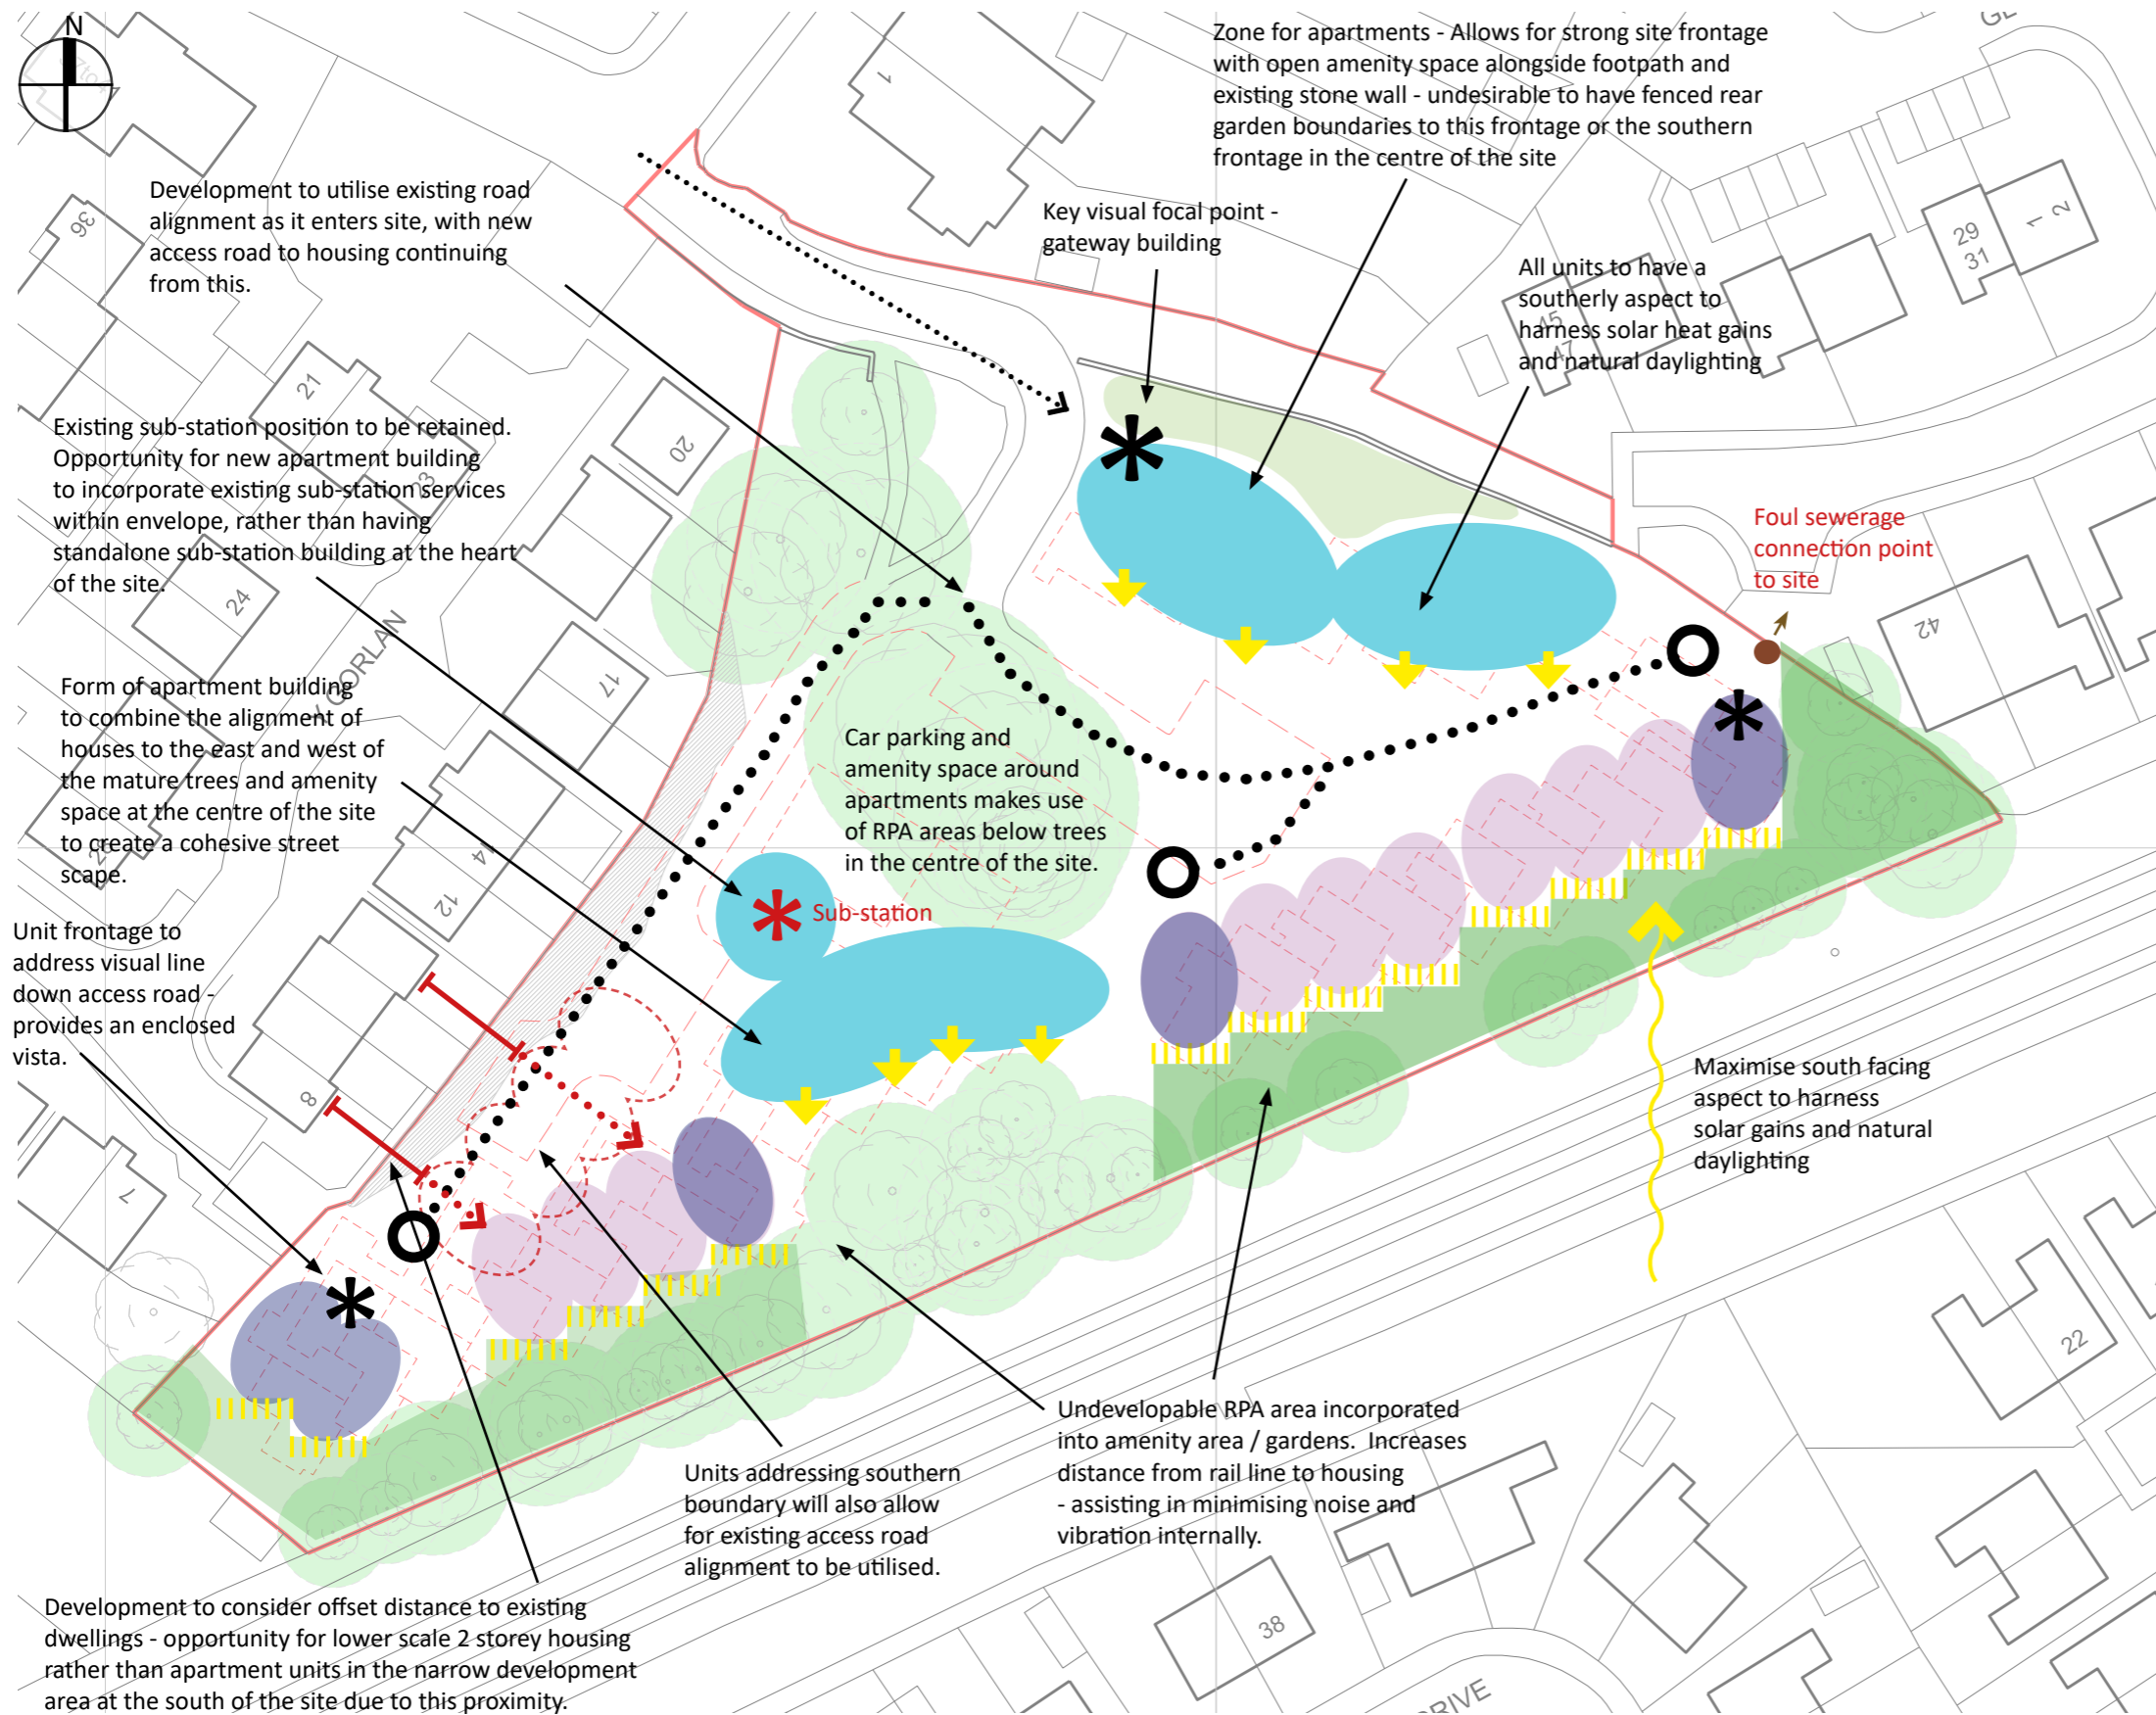 N
Zone for apartments - Allows for strong site frontage
with open amenity space alongside footpath and
existing stone wall - undesirable to have fenced rear
garden boundaries to this frontage or the southern
frontage in the centre of the site
1
Development to utilise existing road
alignment as it enters site, with new
access road to housing continuing
from this.
36
Key visual focal point -
gateway building
29
31
1
2
All units to have a
southerly aspect to
harness solar heat gains
and natural daylighting
45
47
21
23
20
Existing sub-station position to be retained.
Opportunity for new apartment building
to incorporate existing sub-station services
within envelope, rather than having
standalone sub-station building at the heart
of the site.
Foul sewerage
connection point
to site
24
42
Y GORLAN
17
Form of apartment building
to combine the alignment of
houses to the east and west of
the mature trees and amenity
space at the centre of the site
to create a cohesive street
scape.
Car parking and
amenity space around
apartments makes use
of RPA areas below trees
in the centre of the site.
14
12
Sub-station
Unit frontage to
address visual line
down access road -
provides an enclosed
vista.
8
7
Maximise south facing
aspect to harness
solar gains and natural
daylighting
22
Undevelopable RPA area incorporated
into amenity area / gardens. Increases
distance from rail line to housing
- assisting in minimising noise and
vibration internally.
Units addressing southern
boundary will also allow
for existing access road
alignment to be utilised.
Development to consider offset distance to existing
dwellings - opportunity for lower scale 2 storey housing
rather than apartment units in the narrow development
area at the south of the site due to this proximity.
38
DRIVE